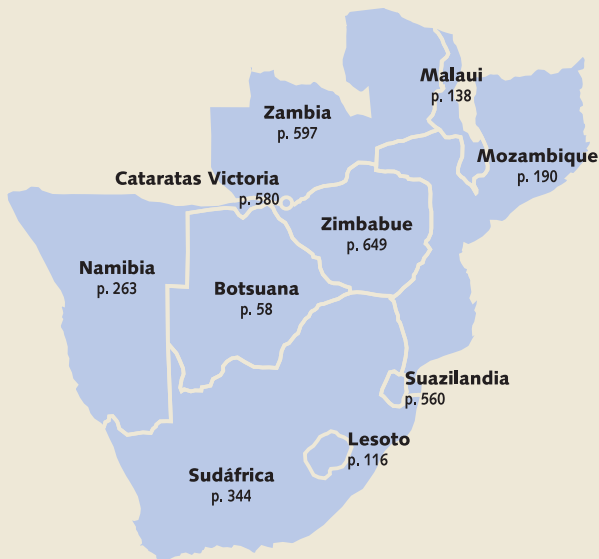 Malaui
p. 138
Zambia
p. 597
Mozambique
p. 190
Cataratas Victoria
p. 580
Zimbabue
p. 649
Namibia
p. 263
Botsuana
p. 58
Suazilandia
p. 560
Lesoto
p. 116
Sudáfrica
p. 344